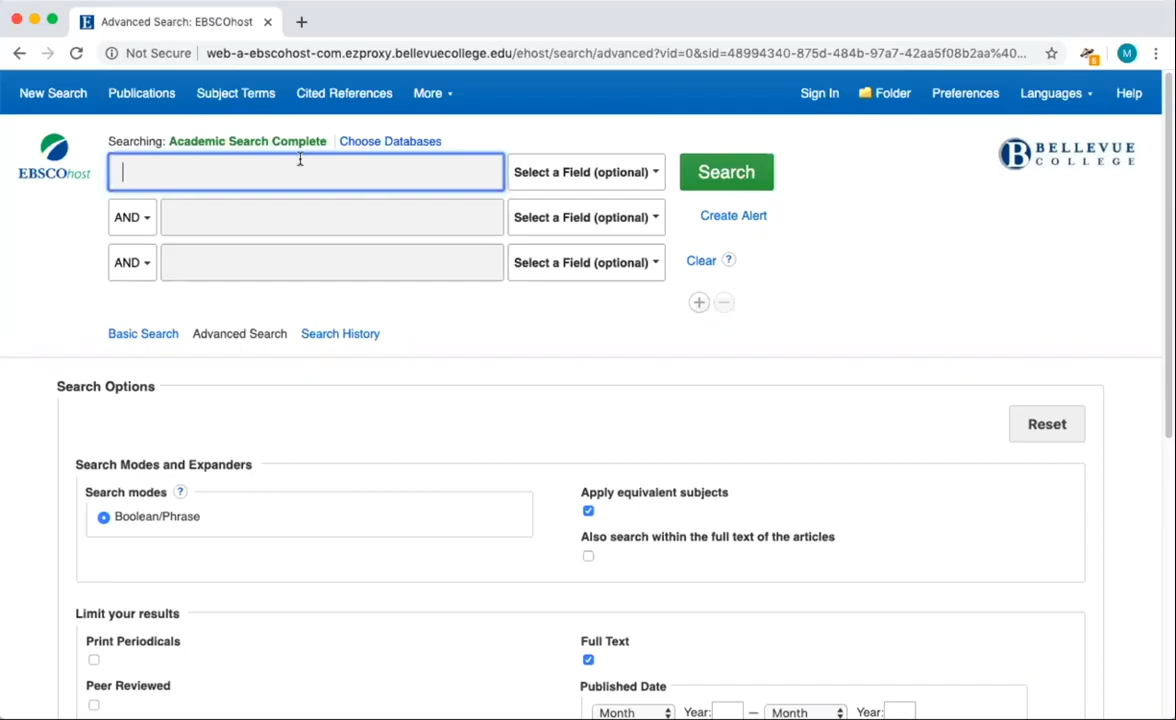 Advanced Search: EBSCOhost
Not Secure web-a-ebscohost-com.ezproxy.bellevuecollege.edu/ehost/search/advanced?vid=0&sid=48994340-875d-484b-97a7-42aa5f08b2aa%40... 6 M
New Search Publications Subject Terms Cited References More Sign In Folder Preferences Languages Help
Searching: Academic Search Complete Choose Databases
EBSCOhost
Select a Field (optional) Search
BELLEVUE
COLLEGE
AND Select a Field (optional) Create Alert
AND Select a Field (optional) Clear ?
Basic Search Advanced Search Search History
Search Options
Reset
Search Modes and Expanders
Search modes ? Apply equivalent subjects
Boolean/Phrase
Also search within the full text of the articles
Limit your results
Print Periodicals Full Text
Peer Reviewed Published Date
Month Year: – Month Year: